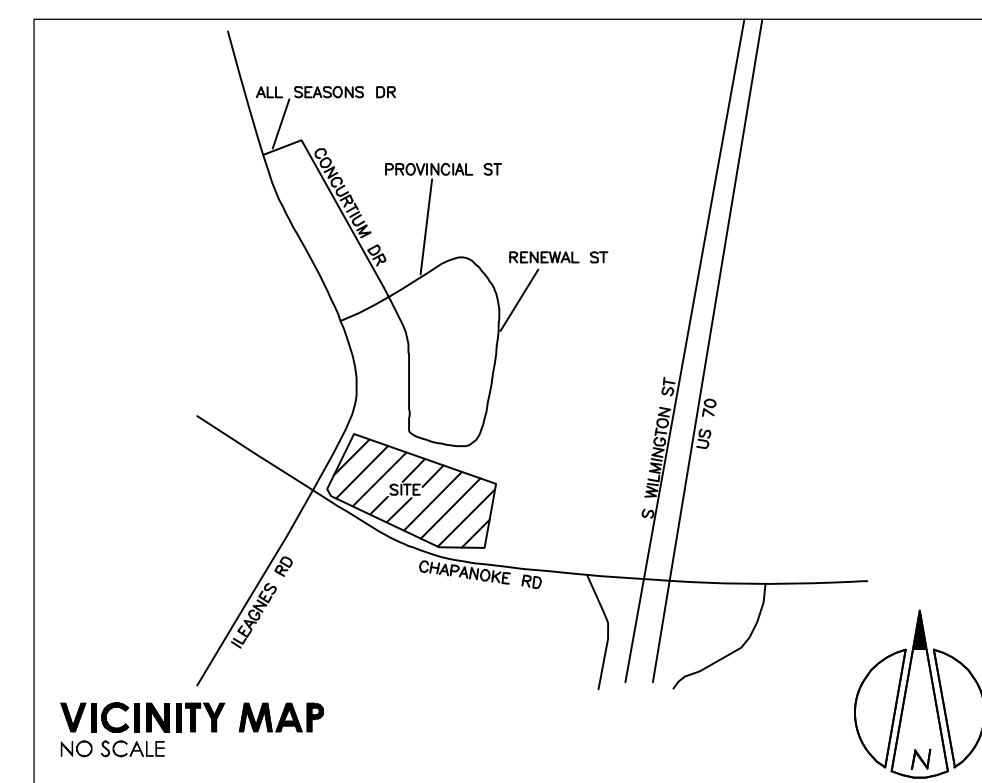 ALL SEASONS DR
CONCURTIUM DR
PROVINCIAL ST
RENEWAL ST
S WILMINGTON ST
US 70
SITE
CHAPANOKE RD
ILEAGNES RD
VICINITY MAP
NO SCALE
N